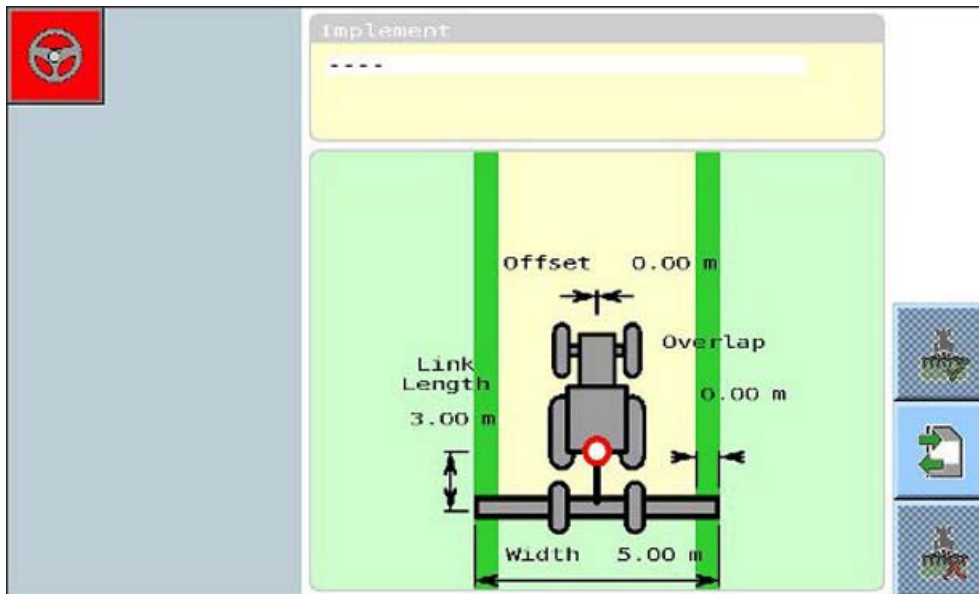 Implement
----
Offset 0.00 m
Overlap
Link
Length
0.00 m
3.00 m
Width 5.00 m